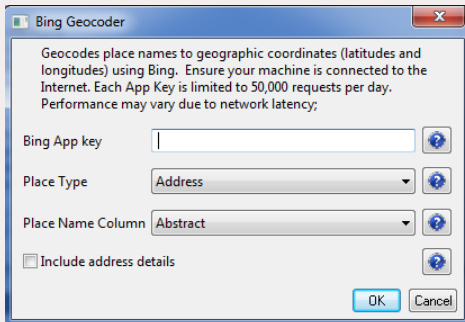 Bing Geocoder
Geocodes place names to geographic coordinates (latitudes and
longitudes) using Bing. Ensure your machine is connected to the
Internet. Each App Key is limited to 50,000 requests per day.
Performance may vary due to network latency;
Bing App key
Place Type Address
Place Name Column Abstract
Include address details
OK Cancel